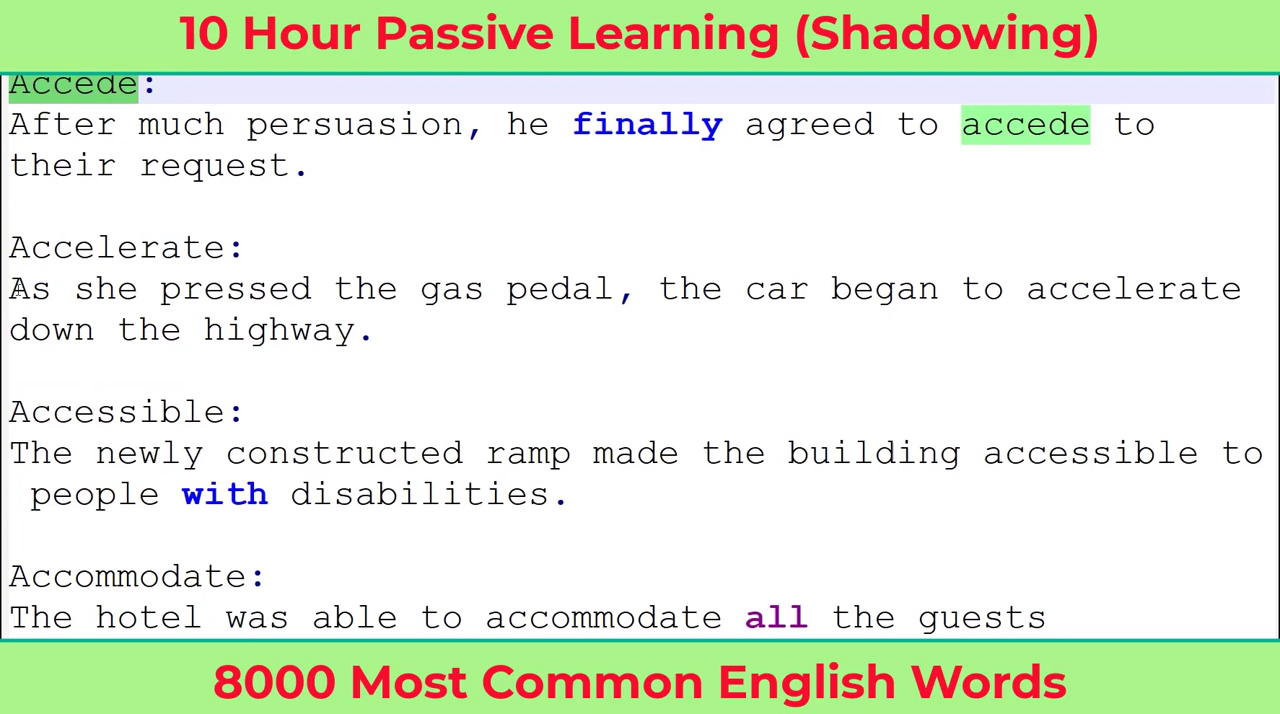 10 Hour Passive Learning (Shadowing)
Accede:
After much persuasion, he finally agreed to accede to
their request.
Accelerate:
As she pressed the gas pedal, the car began to accelerate
down the highway.
Accessible:
The newly constructed ramp made the building accessible to
people with disabilities.
Accommodate:
The hotel was able to accommodate all the guests
8000 Most Common English Words